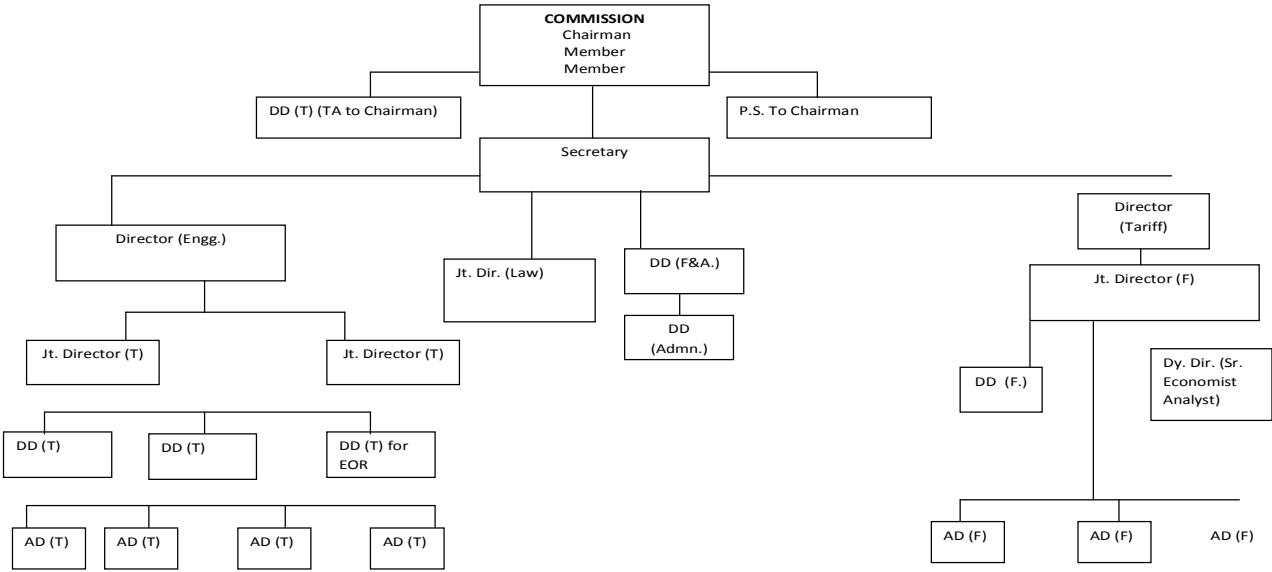 COMMISSION
Chairman
Member
Member
DD (T) (TA to Chairman)
P.S. To Chairman
Secretary
Director (Engg.)
Jt. Dir. (Law)
DD (F&A.)
DD
(Admn.)
Director
(Tariff)
Jt. Director (F)
Jt. Director (T)
Jt. Director (T)
DD (F.)
Dy. Dir. (Sr.
Economist
Analyst)
DD (T)
DD (T)
DD (T) for
EOR
AD (T)
AD (T)
AD (T)
AD (T)
AD (F)
AD (F)
AD (F)